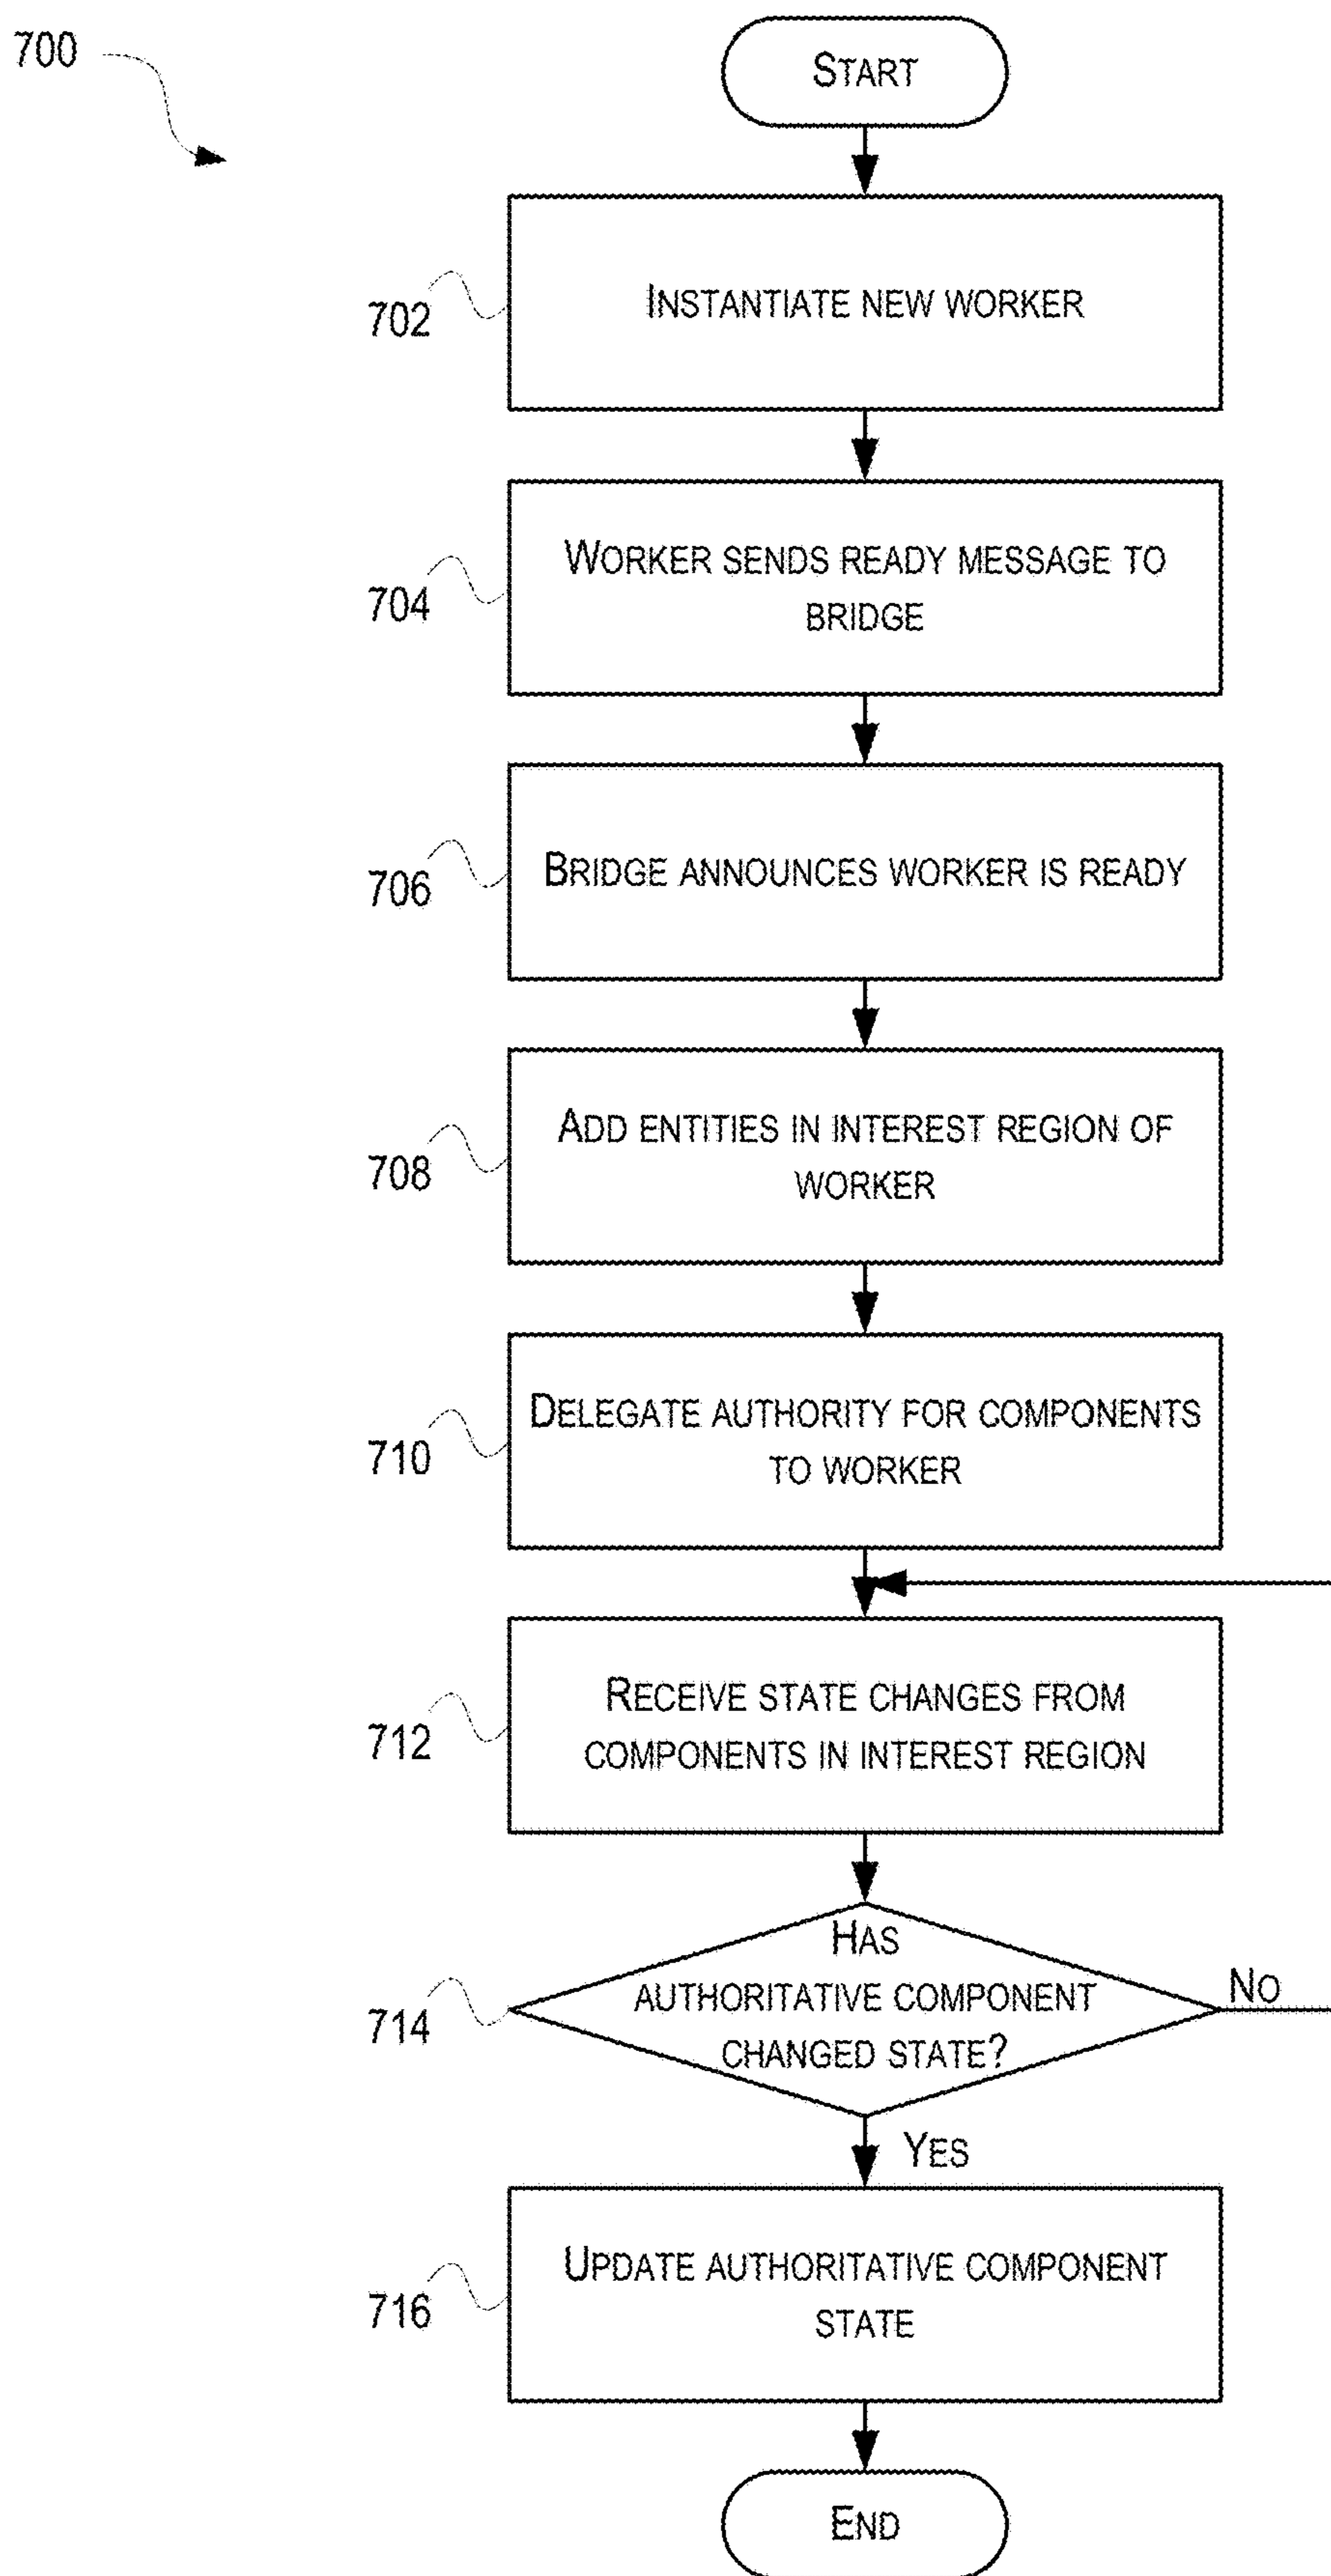 700
START
702
INSTANTIATE NEW WORKER
704
WORKER SENDS READY MESSAGE TO
BRIDGE
706
BRIDGE ANNOUNCES WORKER IS READY
708
ADD ENTITIES IN INTEREST REGION OF
WORKER
710
DELEGATE AUTHORITY FOR COMPONENTS
TO WORKER
712
RECEIVE STATE CHANGES FROM
COMPONENTS IN INTEREST REGION
714
HAS
AUTHORITATIVE COMPONENT
CHANGED STATE?
NO
YES
716
UPDATE AUTHORITATIVE COMPONENT
STATE
END